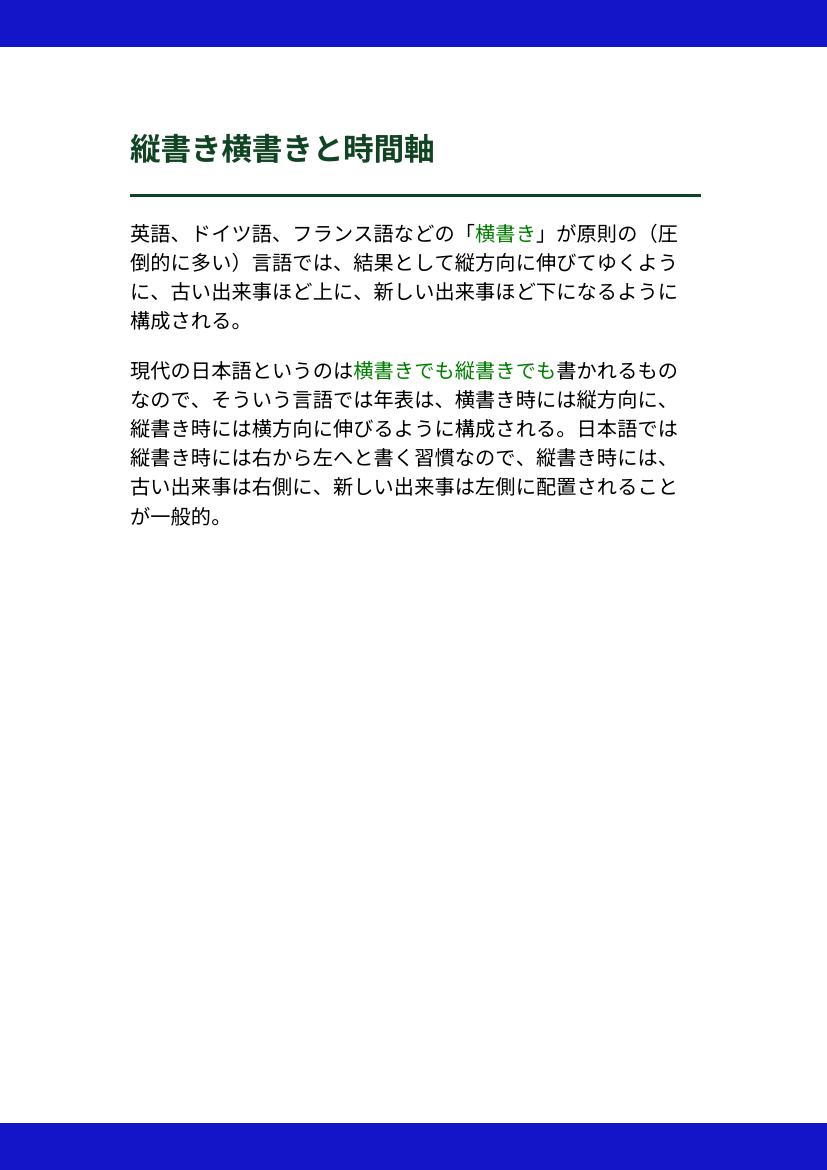 縦書き横書きと時間軸
英語、ドイツ語、フランス語などの「横書き」が原則の（圧
倒的に多い）言語では、結果として縦方向に伸びてゆくよう
に、古い出来事ほど上に、新しい出来事ほど下になるように
構成される。
現代の日本語というのは横書きでも縦書きでも書かれるもの
なので、そういう言語では年表は、横書き時には縦方向に、
縦書き時には横方向に伸びるように構成される。日本語では
縦書き時には右から左へと書く習慣なので、縦書き時には、
古い出来事は右側に、新しい出来事は左側に配置されること
が一般的。